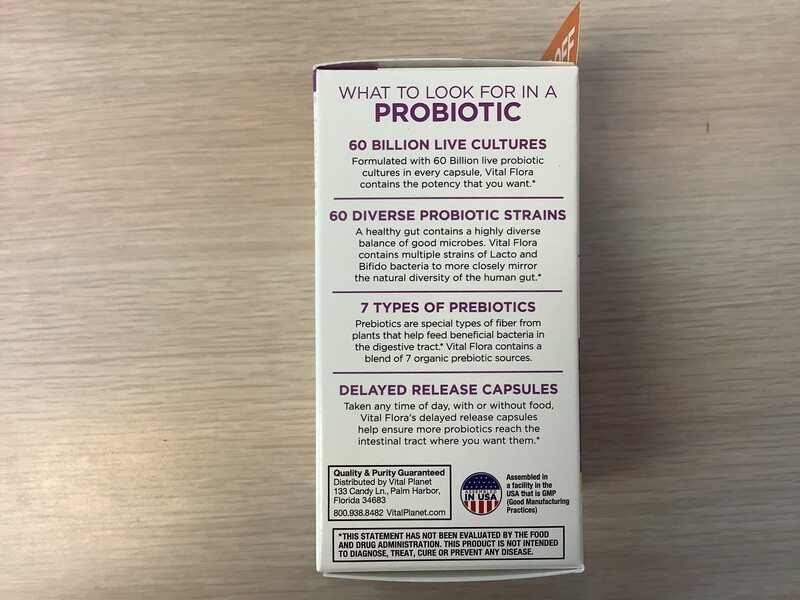 OFF
WHAT TO LOOK FOR IN A
PROBIOTIC
60 BILLION LIVE CULTURES
Formulated with 60 Billion live probiotic
cultures in every capsule, Vital Flora
contains the potency that you want.*
60 DIVERSE PROBIOTIC STRAINS
A healthy gut contains a highly diverse
balance of good microbes. Vital Flora
contains multiple strains of Lacto and
Bifido bacteria to more closely mirror
the natural diversity of the human gut.*
7 TYPES OF PREBIOTICS
Prebiotics are special types of fiber from
plants that help feed beneficial bacteria in
the digestive tract.* Vital Flora contains a
blend of 7 organic prebiotic sources.
DELAYED RELEASE CAPSULES
Taken any time of day, with or without food,
Vital Flora's delayed release capsules
help ensure more probiotics reach the
intestinal tract where you want them.*
Quality & Purity Guaranteed
Distributed by Vital Planet
133 Candy Ln., Palm Harbor,
Florida 34683
800.938.8482 VitalPlanet.com
ASSEMBLED
IN USA
Assembled in
a facility in the
USA that is GMP
(Good Manufacturing
Practices)
*THIS STATEMENT HAS NOT BEEN EVALUATED BY THE FOOD
AND DRUG ADMINISTRATION. THIS PRODUCT IS NOT INTENDED
TO DIAGNOSE, TREAT, CURE OR PREVENT ANY DISEASE.